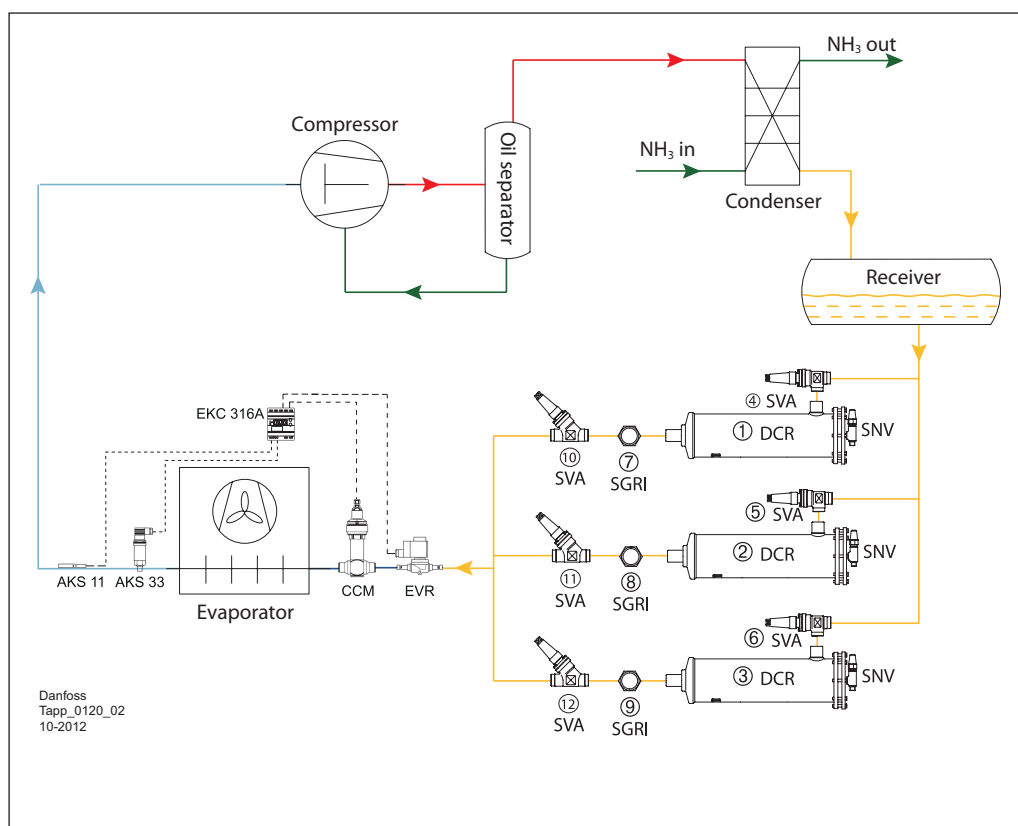 NH₃ out
Compressor
Oil separator
NH₃ in
Condenser
Receiver
④ SVA
EKC 316A
① DCR
SNV
⑩
SVA
⑦
SGRI
⑤
SVA
② DCR
SNV
AKS 11
AKS 33
CCM
EVR
Evaporator
⑪
SVA
⑧
SGRI
⑥
SVA
③ DCR
SNV
⑫
SVA
⑨
SGRI
Danfoss
Tapp_0120_02
10-2012